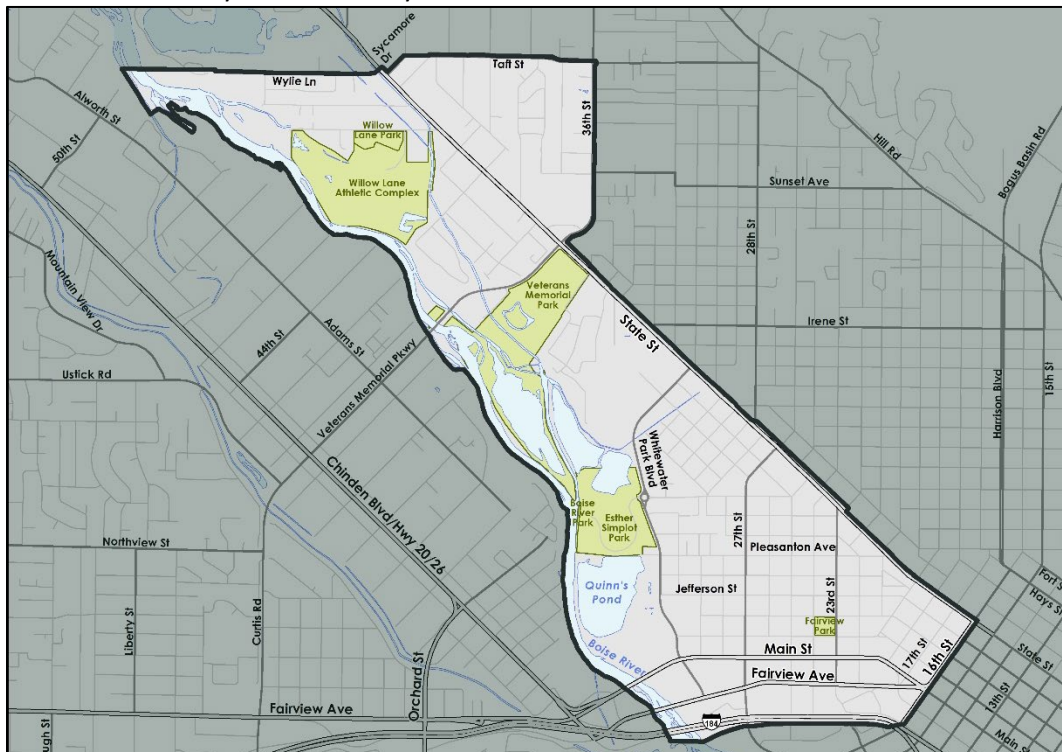 Sycamore
Dr
Taft St
Wylie Ln
36th St
Hill Rd
Bogus Basin Rd
Alworth St
50th St
Willow
Lane Park
Willow Lane
Athletic Complex
Sunset Ave
28th St
Mountain View Dr
Veterans
Memorial
Park
State St
Irene St
Harrison Blvd
15th St
44th St
Adams St
Ustick Rd
Veterans Memorial Pkwy
Chinden Blvd/Hwy 20/26
Whitewater
Park Blvd
Boise
River
Park
Esther
Simplot
Park
Northview St
27th St
Pleasanton Ave
Fort S
Hays S
Quinn's
Pond
Jefferson St
23rd St
Fairview
Park
Liberty St
Curtis Rd
Orchard St
Boise River
Main St
17th St
16th St
State St
Fairview Ave
13th St
Fairview Ave
184
ugh St
Main S